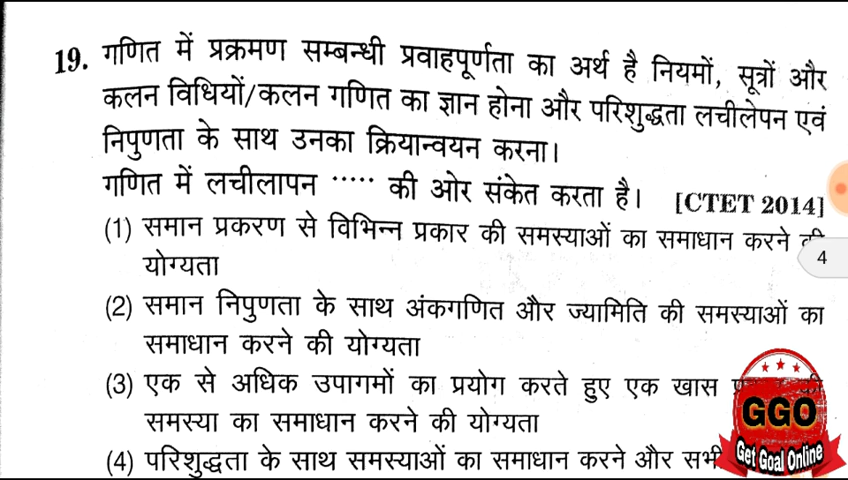 19. गणित में प्रक्रमण सम्बन्धी प्रवाहपूर्णता का अर्थ है नियमों, सूत्रों और
कलन विधियों/कलन गणित का ज्ञान होना और परिशुद्धता लचीलेपन एवं
निपुणता के साथ उनका क्रियान्वयन करना।
गणित में लचीलापन ····· की ओर संकेत करता है। [CTET 2014]
(1) समान प्रकरण से विभिन्न प्रकार की समस्याओं का समाधान करने की
4
योग्यता
(2) समान निपुणता के साथ अंकगणित और ज्यामिति की समस्याओं का
समाधान करने की योग्यता
(3) एक से अधिक उपागमों का प्रयोग करते हुए एक खास की
समस्या का समाधान करने की योग्यता
(4) परिशुद्धता के साथ समस्याओं का समाधान करने और
GGO
Get Goal Online